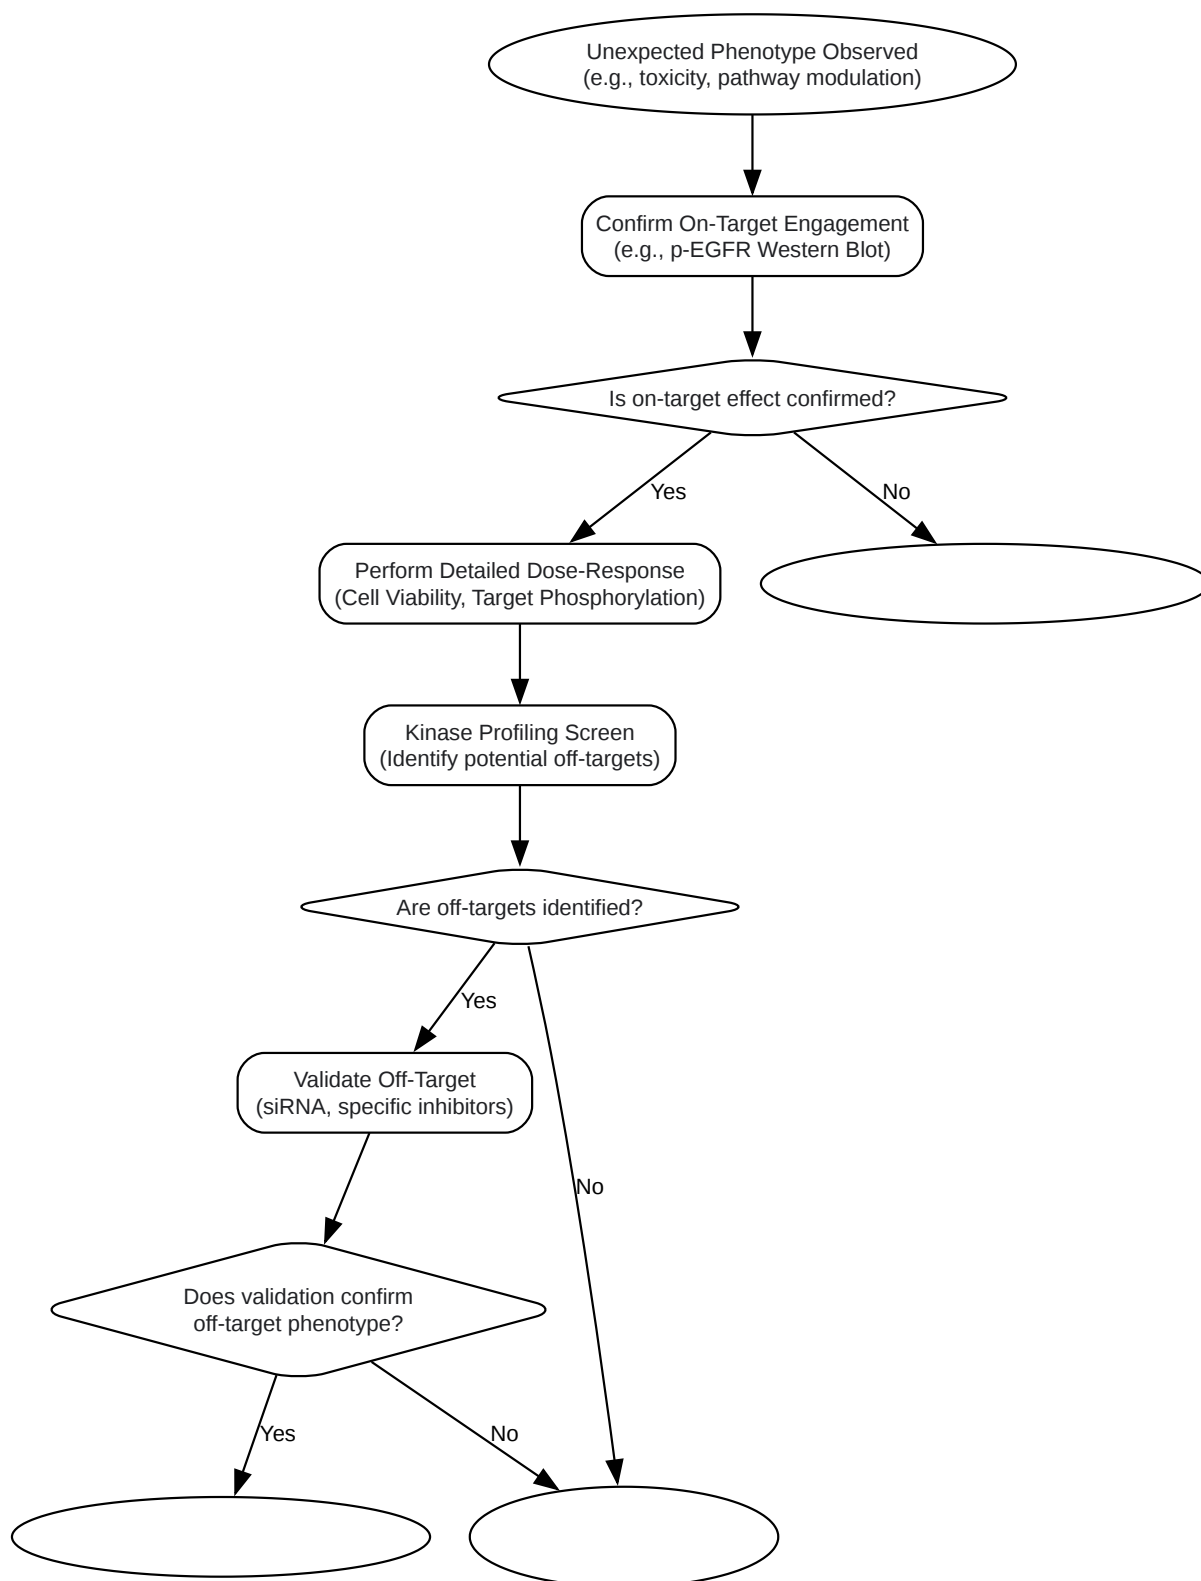 Unexpected Phenotype Observed
(e.g., toxicity, pathway modulation)
Confirm On-Target Engagement
(e.g., p-EGFR Western Blot)
Is on-target effect confirmed?
Yes
No
Perform Detailed Dose-Response
(Cell Viability, Target Phosphorylation)
Kinase Profiling Screen
(Identify potential off-targets)
Are off-targets identified?
Yes
Validate Off-Target
(siRNA, specific inhibitors)
No
Does validation confirm
off-target phenotype?
Yes
No